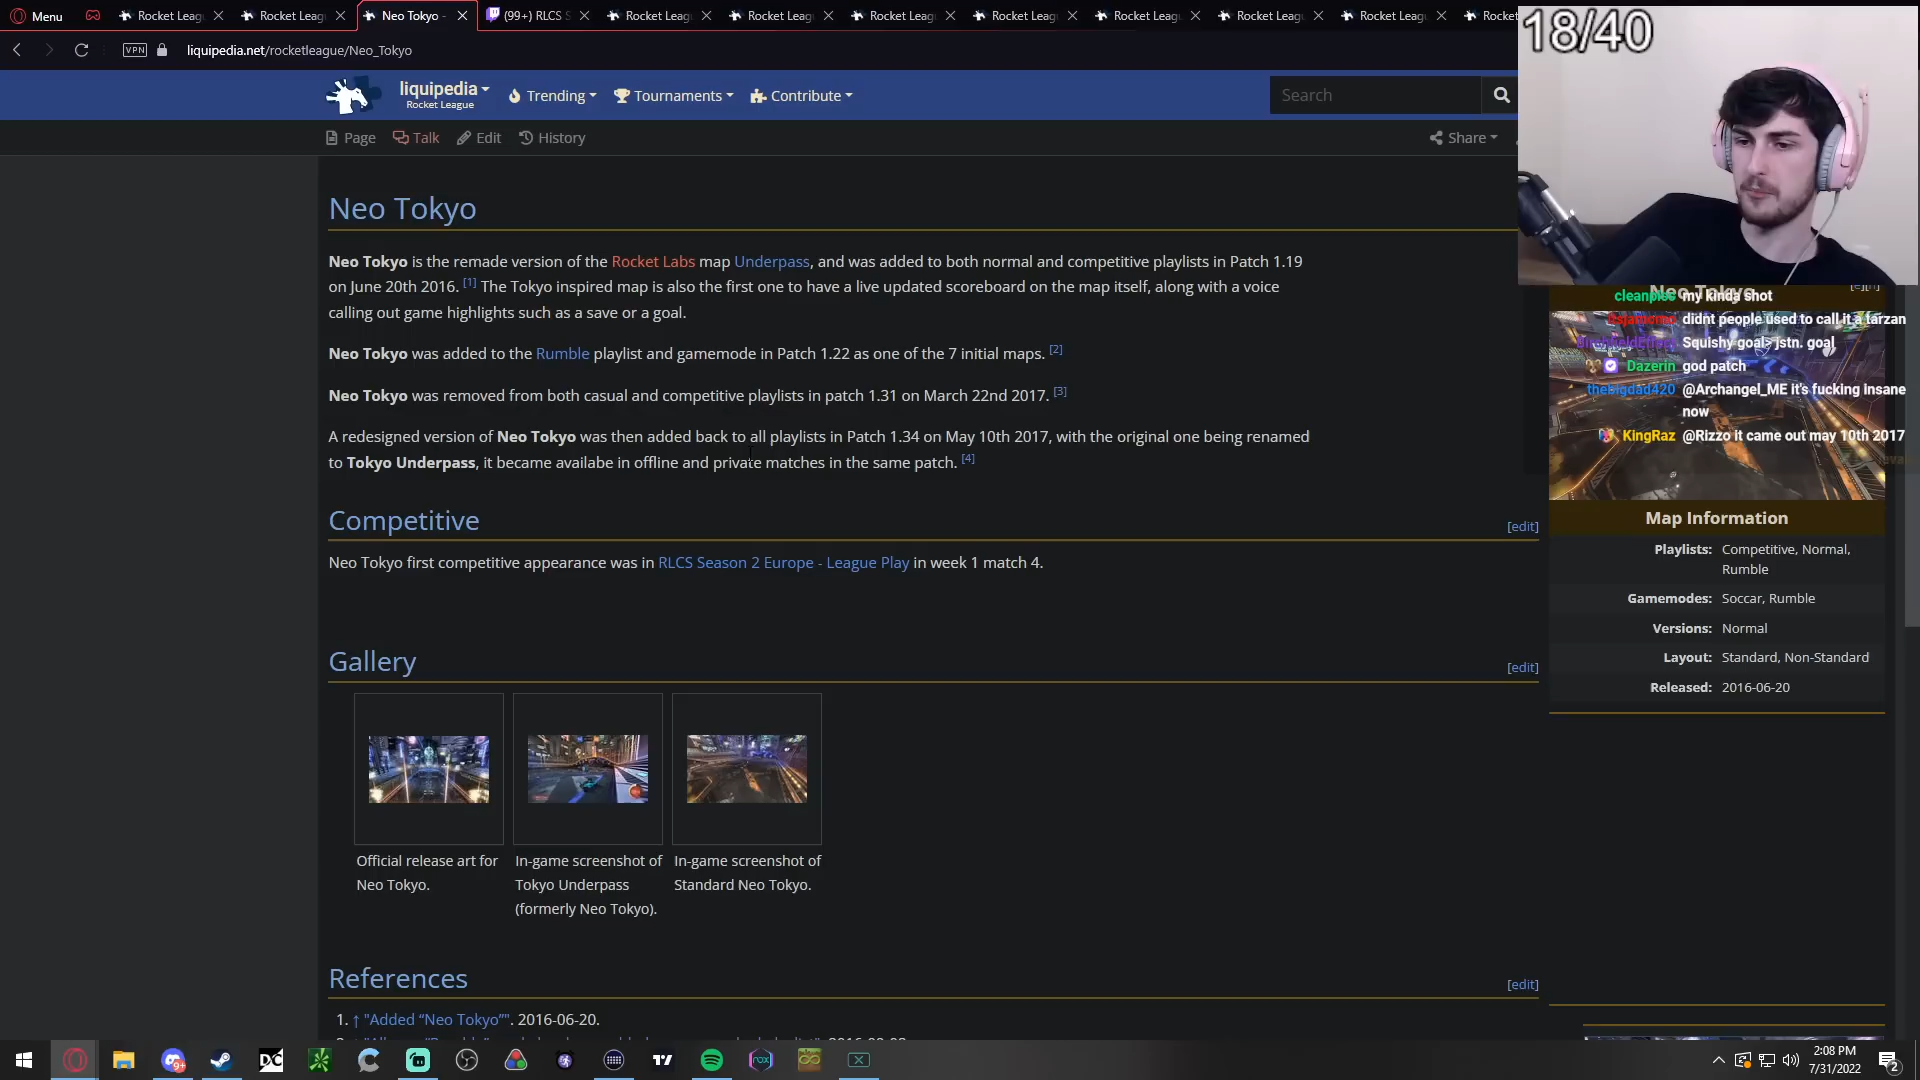 Menu
Rocket Leag
Rocket Leag
Neo Tokyo -
(99+) RLCS S
Rocket Leag
Rocket Leag
Rocket Leag
Rocket Leag
Rocket Leag
Rocket Leag
Rocket Leag
Rocket
VPN
liquipedia.net/rocketleague/Neo_Tokyo
18/40
liquipedia
Rocket League
Trending
Tournaments
Contribute
Search
Page
Talk
Edit
History
Share
Neo Tokyo
Neo Tokyo is the remade version of the Rocket Labs map Underpass, and was added to both normal and competitive playlists in Patch 1.19
on June 20th 2016. [1] The Tokyo inspired map is also the first one to have a live updated scoreboard on the map itself, along with a voice
calling out game highlights such as a save or a goal.
Neo Tokyo was added to the Rumble playlist and gamemode in Patch 1.22 as one of the 7 initial maps. [2]
Neo Tokyo was removed from both casual and competitive playlists in patch 1.31 on March 22nd 2017. [3]
A redesigned version of Neo Tokyo was then added back to all playlists in Patch 1.34 on May 10th 2017, with the original one being renamed
to Tokyo Underpass, it became availabe in offline and private matches in the same patch. [4]
Competitive
[edit]
Neo Tokyo first competitive appearance was in RLCS Season 2 Europe - League Play in week 1 match 4.
Gallery
[edit]
Official release art for
Neo Tokyo.
In-game screenshot of
Tokyo Underpass
(formerly Neo Tokyo).
In-game screenshot of
Standard Neo Tokyo.
References
[edit]
1. ↑ "Added “Neo Tokyo”". 2016-06-20.
Neo Tokyo
my kinda shot
didnt people used to call it a tarzan
Squishy goal> jstn. goal
Dazerin god patch
thebigdad420 @Archangel_ME it's fucking insane
now
KingRaz @Rizzo it came out may 10th 2017
Map Information
Playlists: Competitive, Normal,
Rumble
Gamemodes: Soccar, Rumble
Versions: Normal
Layout: Standard, Non-Standard
Released: 2016-06-20
9+
DC
rox
2:08 PM
7/31/2022
2